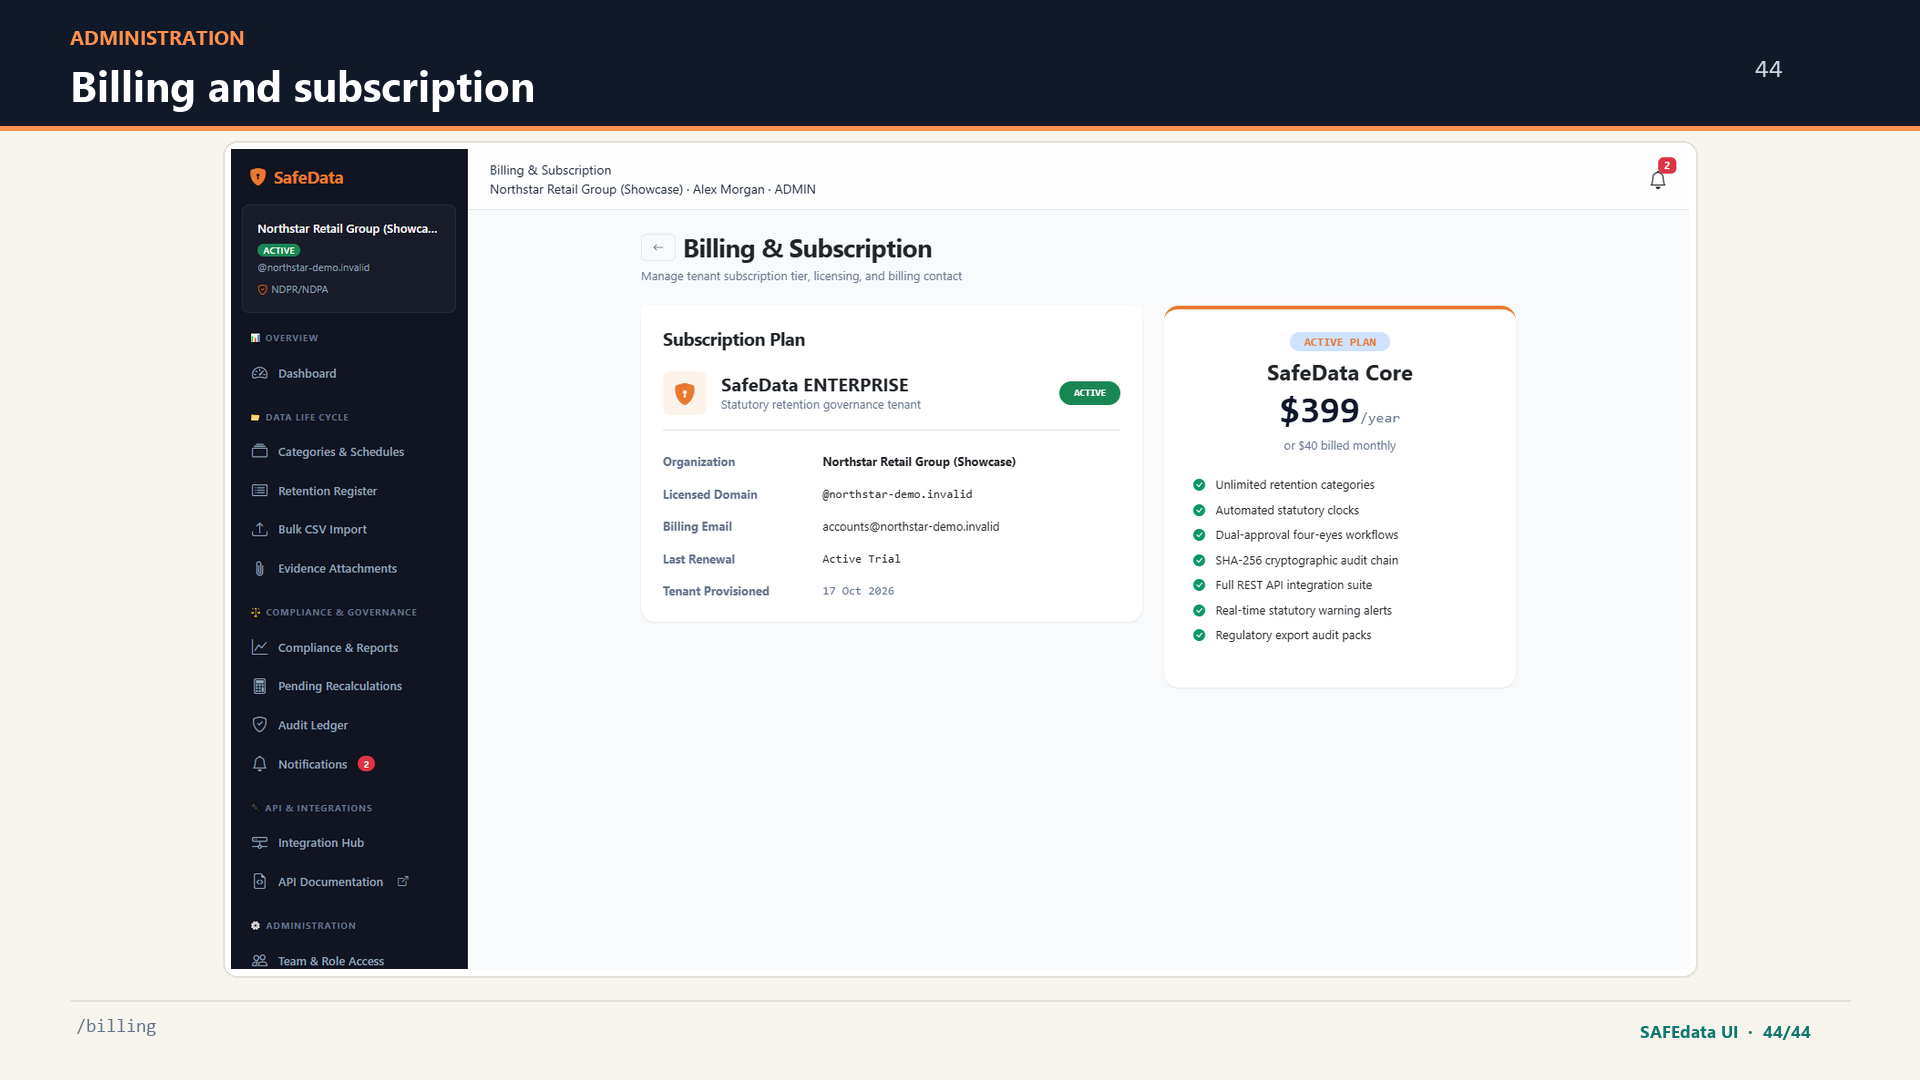 ADMINISTRATION
Billing and subscription
44
SafeData
Northstar Retail Group (Showca...
ACTIVE
@northstar-demo.invalid
NDPR/NDPA
OVERVIEW
Dashboard
DATA LIFE CYCLE
Categories & Schedules
Retention Register
Bulk CSV Import
Evidence Attachments
COMPLIANCE & GOVERNANCE
Compliance & Reports
Pending Recalculations
Audit Ledger
Notifications 2
API & INTEGRATIONS
Integration Hub
API Documentation
ADMINISTRATION
Team & Role Access
Billing & Subscription
Northstar Retail Group (Showcase) · Alex Morgan · ADMIN
2
Billing & Subscription
Manage tenant subscription tier, licensing, and billing contact
Subscription Plan
SafeData ENTERPRISE
Statutory retention governance tenant
ACTIVE
Organization Northstar Retail Group (Showcase)
Licensed Domain @northstar-demo.invalid
Billing Email accounts@northstar-demo.invalid
Last Renewal Active Trial
Tenant Provisioned 17 Oct 2026
ACTIVE PLAN
SafeData Core
$399/year
or $40 billed monthly
Unlimited retention categories
Automated statutory clocks
Dual-approval four-eyes workflows
SHA-256 cryptographic audit chain
Full REST API integration suite
Real-time statutory warning alerts
Regulatory export audit packs
/billing
SAFEdata UI · 44/44